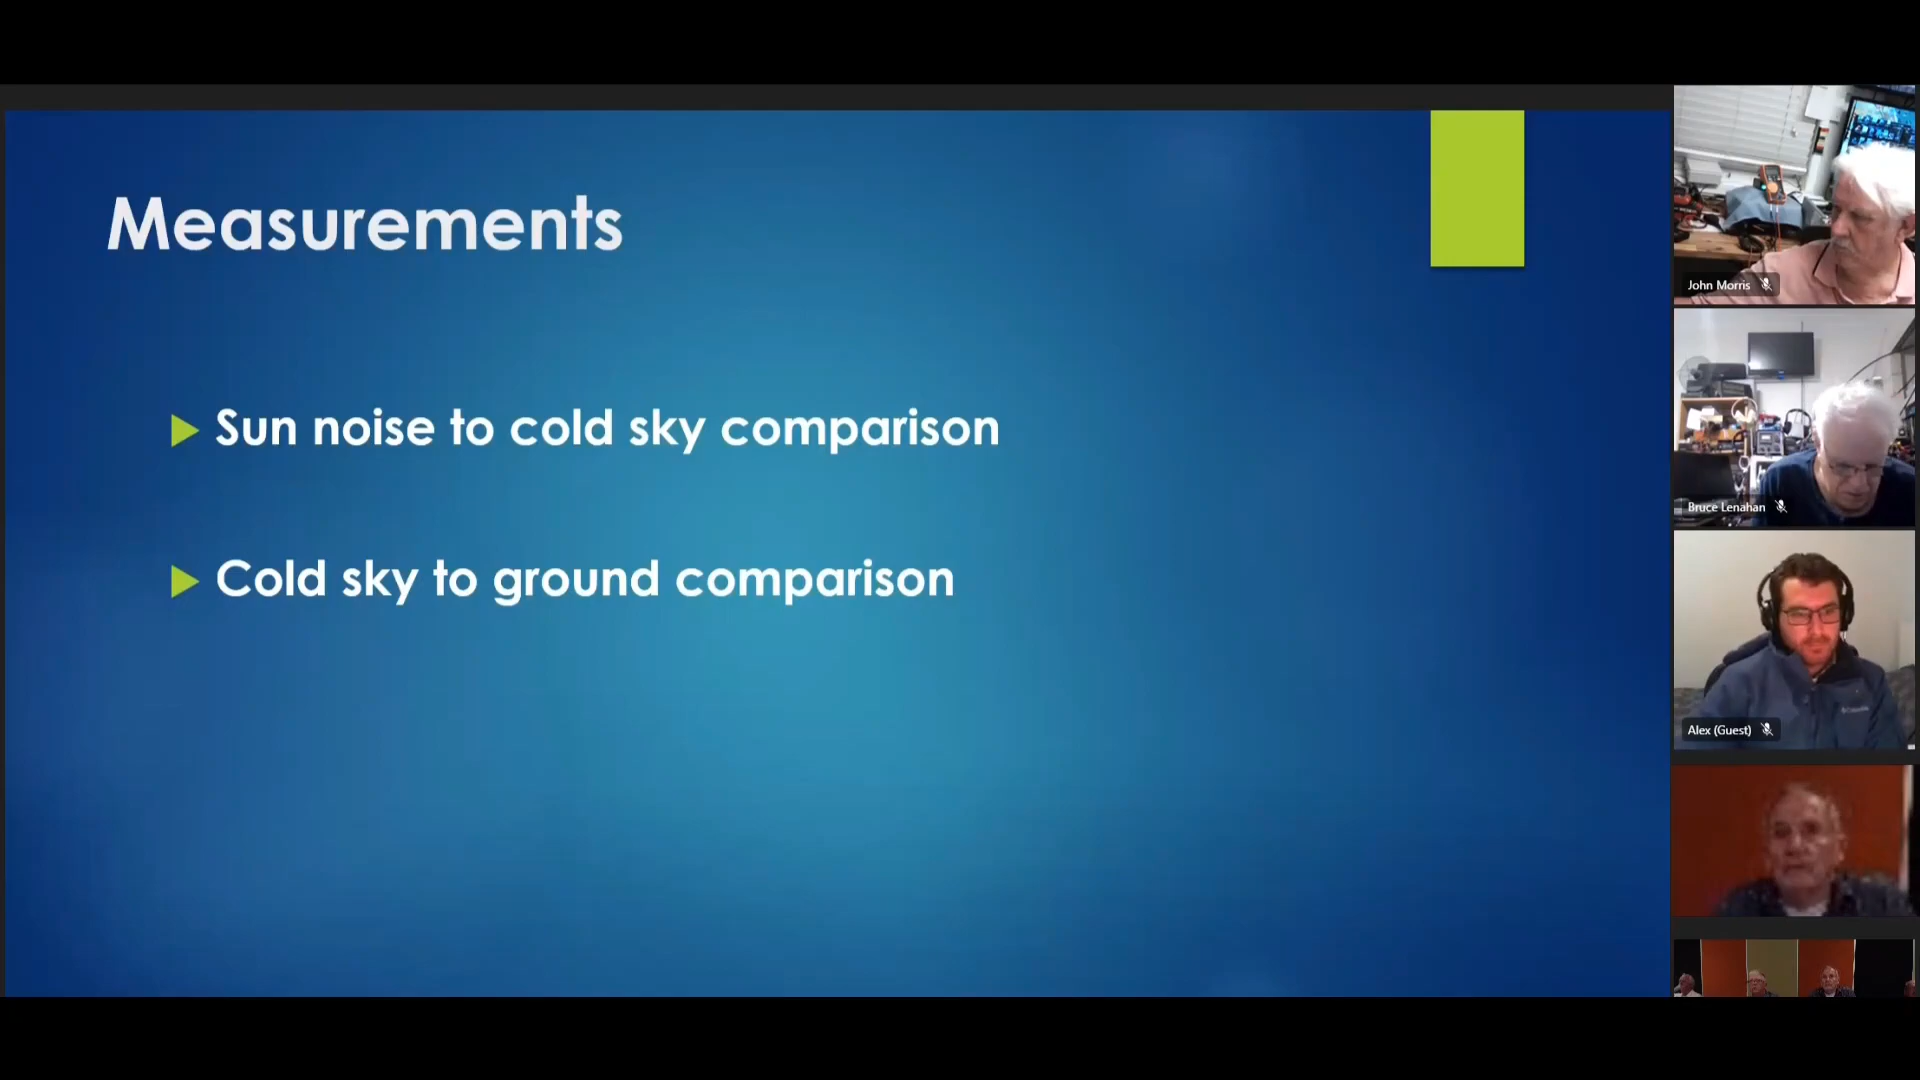 Measurements
Sun noise to cold sky comparison
Cold sky to ground comparison
John Morris
Bruce Lenahan
Alex (Guest)